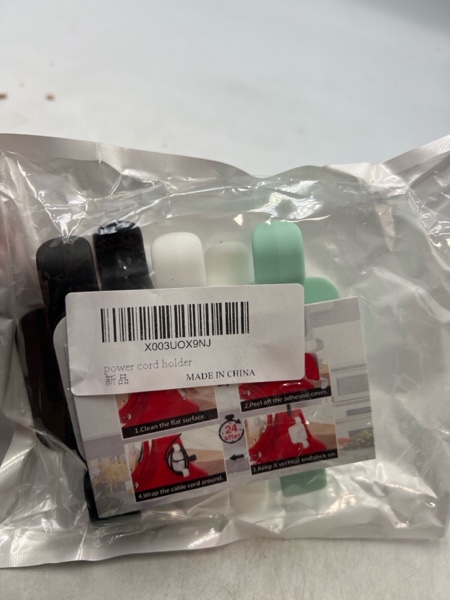 X003UOX9NJ
power cord holder
新品
MADE IN CHINA
1.Clean the flat surface.
2.Peel off the adhesive cover
24
after
4.Wrap the cable cord around.
3.Keep it vertical and stick on.